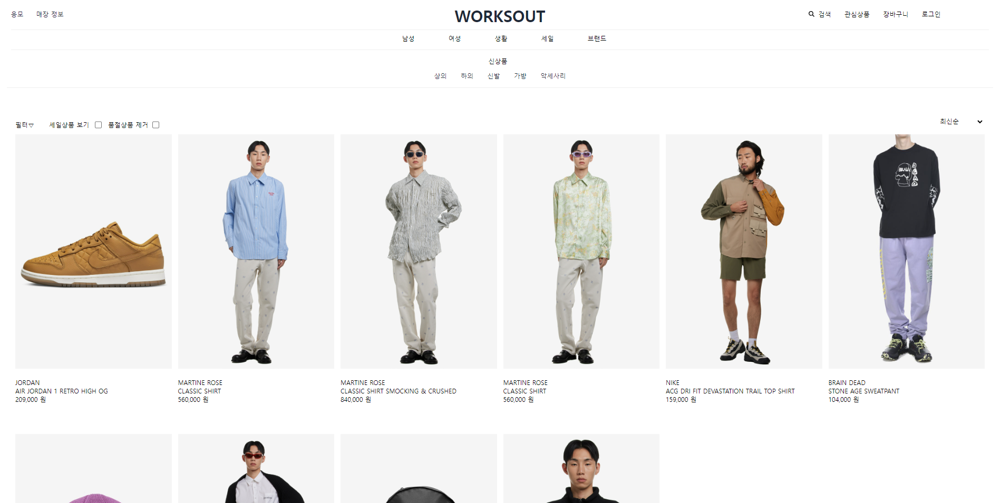 응모 매장 정보 WORKSOUT 검색 관심상품 장바구니 로그인
남성 여성 생활 세일 브랜드
신상품
상의 하의 신발 가방 악세사리
필터▽ 세일상품 보기 품절상품 제거 최신순
JORDAN
AIR JORDAN 1 RETRO HIGH OG
209,000 원
MARTINE ROSE
CLASSIC SHIRT
560,000 원
MARTINE ROSE
CLASSIC SHIRT SMOCKING & CRUSHED
840,000 원
MARTINE ROSE
CLASSIC SHIRT
560,000 원
NIKE
ACG DRI FIT DEVASTATION TRAIL TOP SHIRT
159,000 원
BRAIN DEAD
STONE AGE SWEATPANT
104,000 원